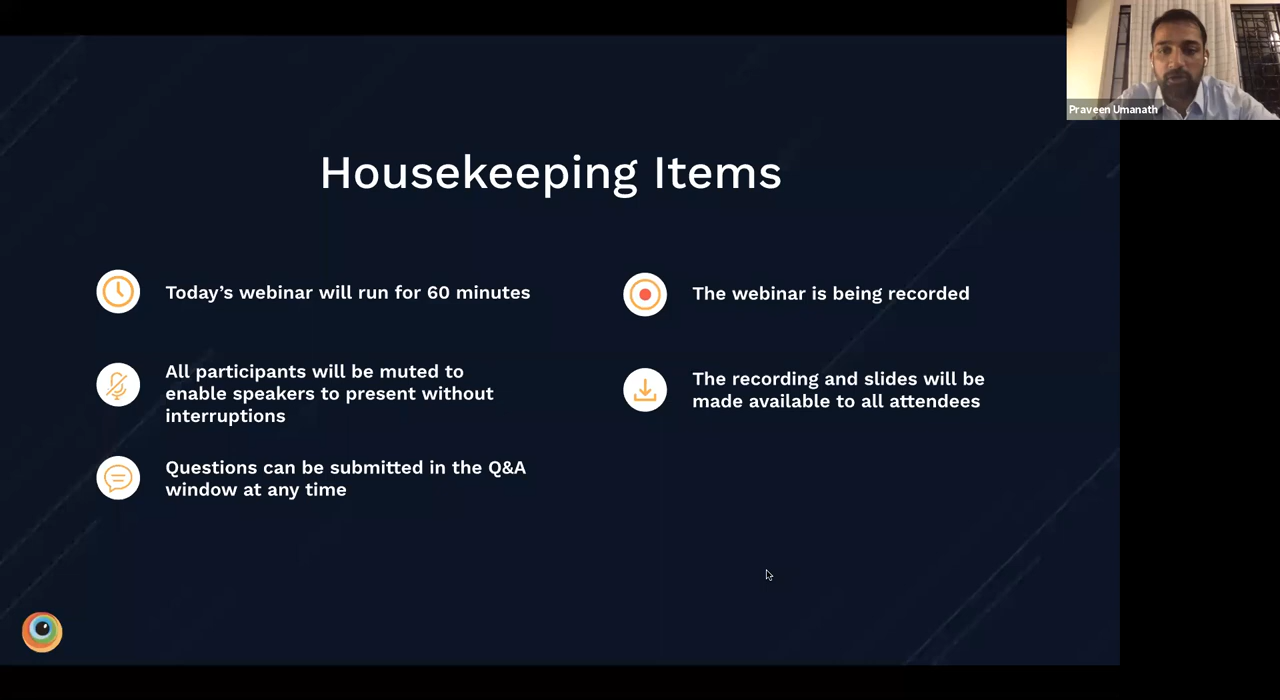 Praveen Umanath
Housekeeping Items
Today’s webinar will run for 60 minutes
All participants will be muted to
enable speakers to present without
interruptions
Questions can be submitted in the Q&A
window at any time
The webinar is being recorded
The recording and slides will be
made available to all attendees